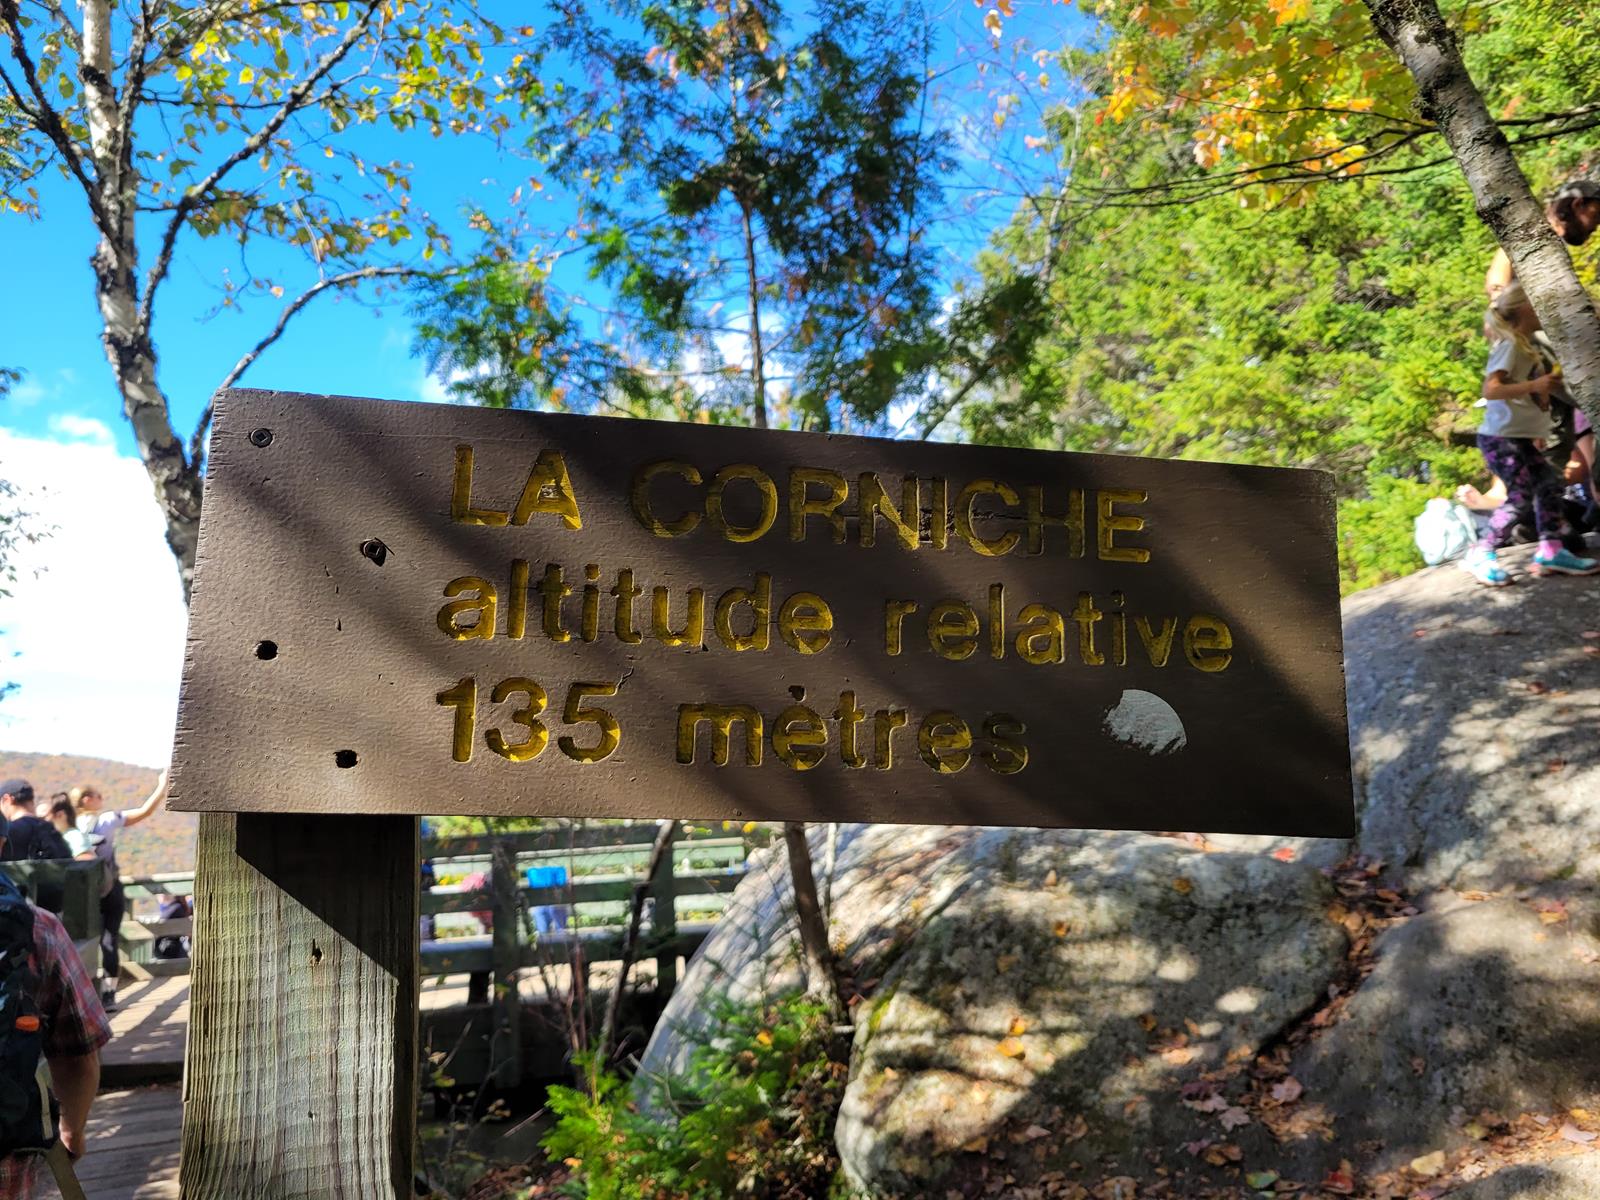 LA CORNICHE
altitude relative
135 mètres